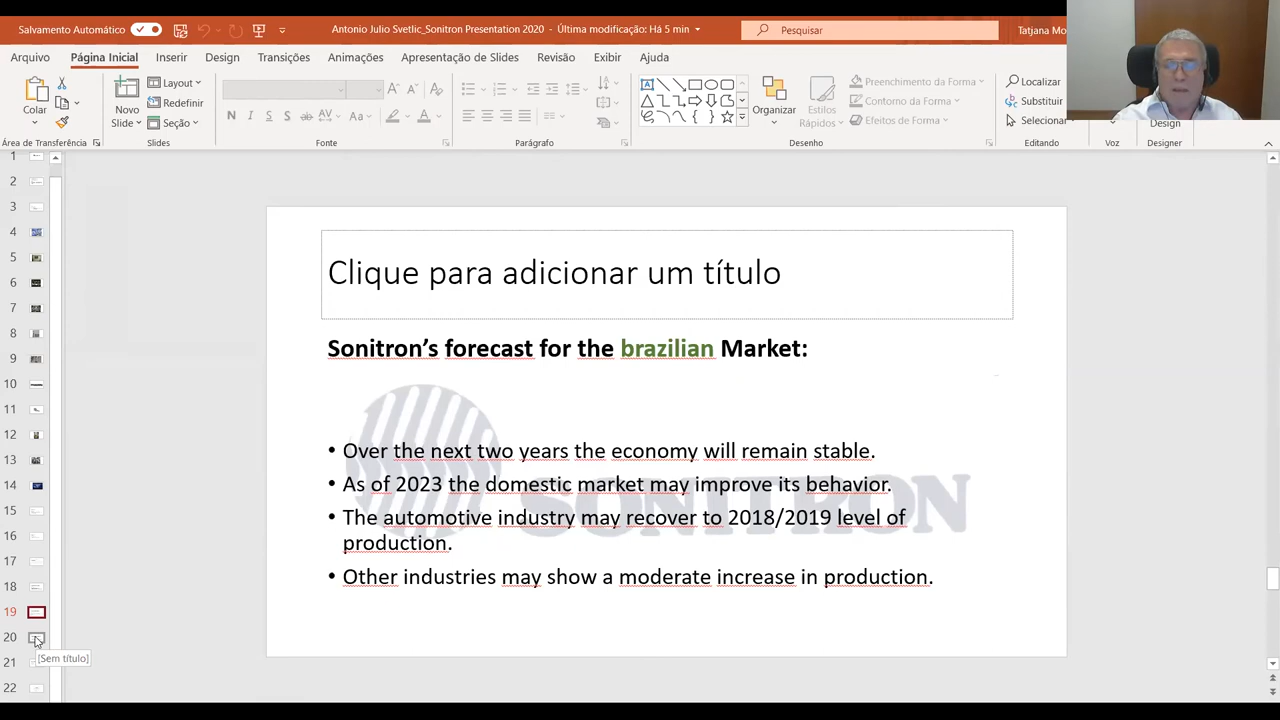 Salvamento Automático
Antonio Julio Svetlic_Sonitron Presentation 2020 - Última modificação: Há 5 min
Pesquisar
Tatjana Mo
Arquivo Página Inicial Inserir Design Transições Animações Apresentação de Slides Revisão Exibir Ajuda
Colar
Novo
Slide
Layout
Redefinir
Seção
N S S ab AV Aa A
Organizar
Estilos
Rápidos
Preenchimento da Forma
Contorno da Forma
Efeitos de Forma
Localizar
Substituir
Selecionar
Design
Área de Transferência Slides Fonte Parágrafo Desenho Editando Voz Designer
1
2
3
4
5
6
7
8
9
10
11
12
13
14
15
16
17
18
19
20
21
22
[Sem título]
Clique para adicionar um título
Sonitron’s forecast for the brazilian Market:
SONITRON
• Over the next two years the economy will remain stable.
• As of 2023 the domestic market may improve its behavior.
• The automotive industry may recover to 2018/2019 level of
production.
• Other industries may show a moderate increase in production.